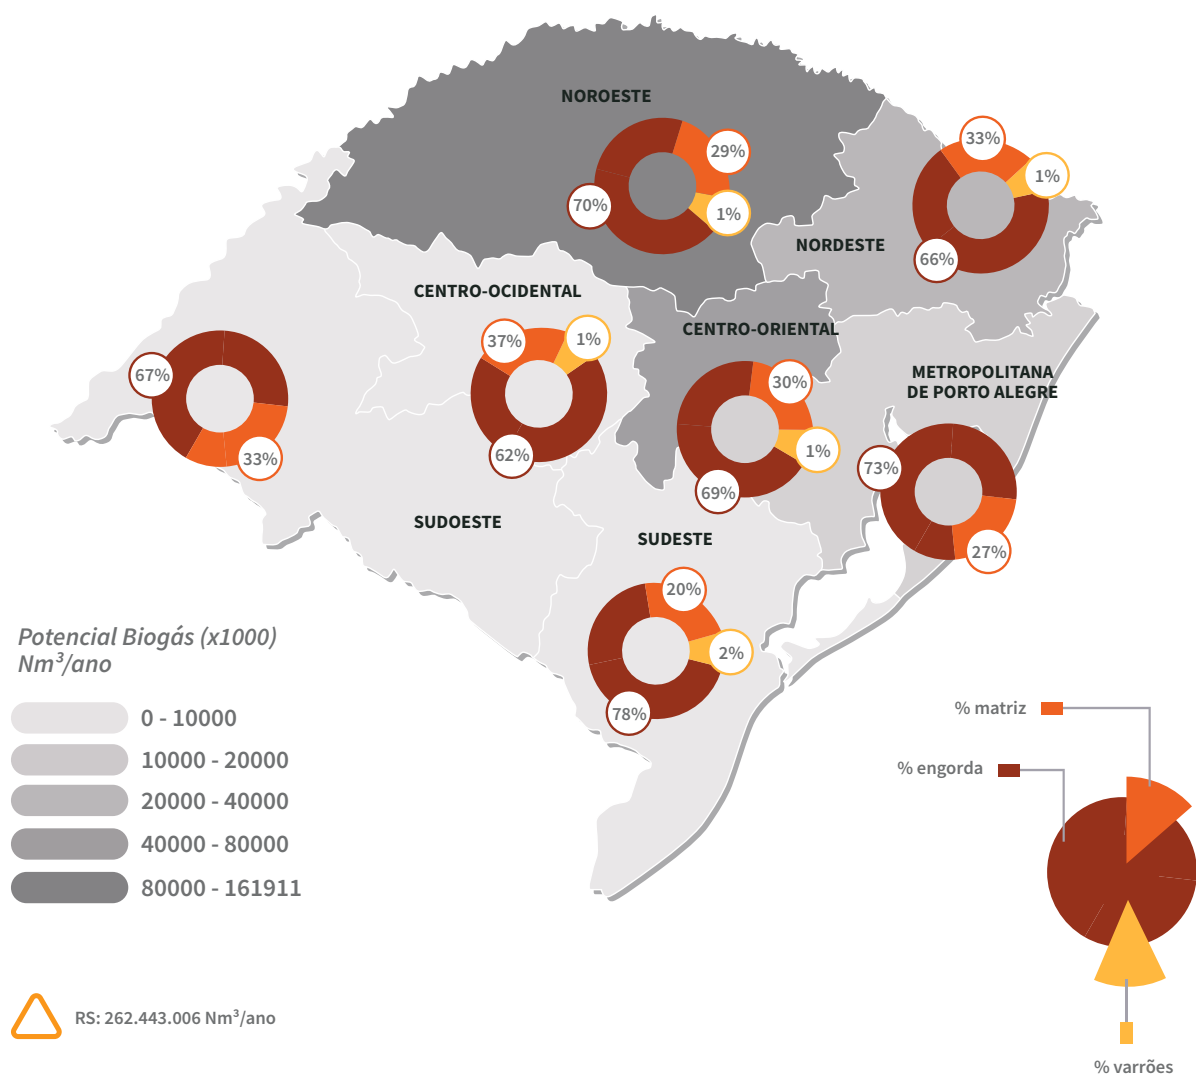 NOROESTE
29%
70%
1%
33%
1%
NORDESTE
66%
CENTRO-OCIDENTAL
37%
1%
62%
CENTRO-ORIENTAL
30%
1%
69%
METROPOLITANA
DE PORTO ALEGRE
73%
27%
67%
33%
SUDOESTE
SUDESTE
20%
2%
78%
Potencial Biogás (x1000)
Nm³/ano
0 - 10000
10000 - 20000
20000 - 40000
40000 - 80000
80000 - 161911
RS: 262.443.006 Nm³/ano
% matriz
% engorda
% varrões